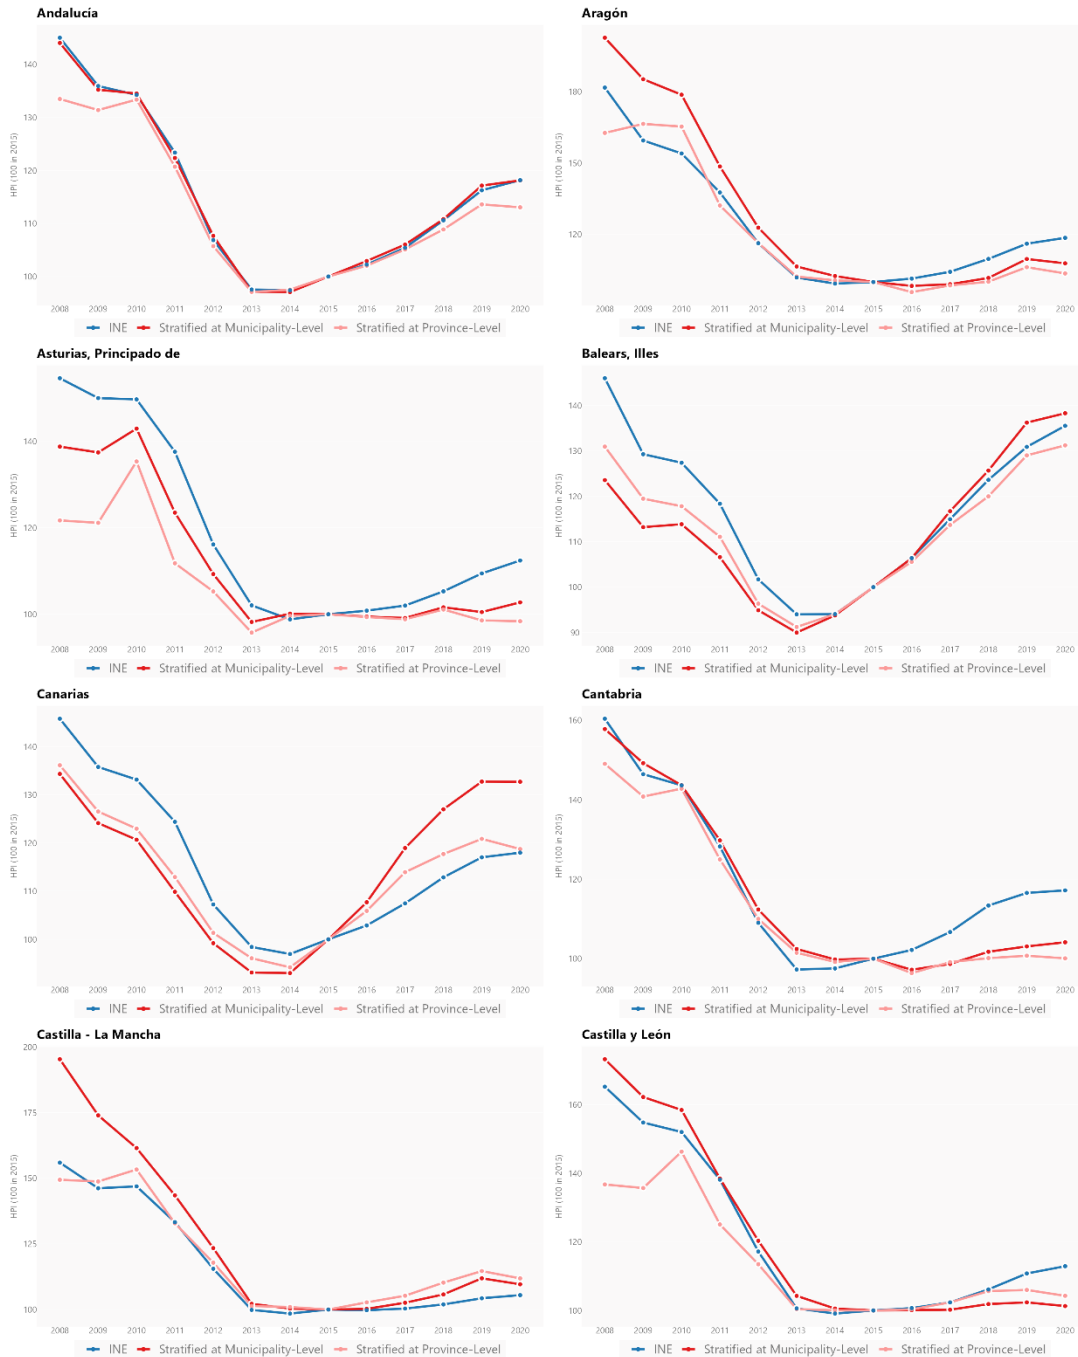 Andalucía
HPI (100 in 2015)
140
130
120
110
100
2008 2009 2010 2011 2012 2013 2014 2015 2016 2017 2018 2019 2020
INE Stratified at Municipality-Level Stratified at Province-Level
Aragón
HPI (100 in 2015)
180
150
120
2008 2009 2010 2011 2012 2013 2014 2015 2016 2017 2018 2019 2020
INE Stratified at Municipality-Level Stratified at Province-Level
Asturias, Principado de
HPI (100 in 2015)
140
120
100
2008 2009 2010 2011 2012 2013 2014 2015 2016 2017 2018 2019 2020
INE Stratified at Municipality-Level Stratified at Province-Level
Balears, Illes
HPI (100 in 2015)
140
130
120
110
100
90
2008 2009 2010 2011 2012 2013 2014 2015 2016 2017 2018 2019 2020
INE Stratified at Municipality-Level Stratified at Province-Level
Canarias
HPI (100 in 2015)
140
130
120
110
100
2008 2009 2010 2011 2012 2013 2014 2015 2016 2017 2018 2019 2020
INE Stratified at Municipality-Level Stratified at Province-Level
Cantabria
HPI (100 in 2015)
160
140
120
100
2008 2009 2010 2011 2012 2013 2014 2015 2016 2017 2018 2019 2020
INE Stratified at Municipality-Level Stratified at Province-Level
Castilla - La Mancha
HPI (100 in 2015)
200
175
150
125
100
2008 2009 2010 2011 2012 2013 2014 2015 2016 2017 2018 2019 2020
INE Stratified at Municipality-Level Stratified at Province-Level
Castilla y León
HPI (100 in 2015)
160
140
120
100
2008 2009 2010 2011 2012 2013 2014 2015 2016 2017 2018 2019 2020
INE Stratified at Municipality-Level Stratified at Province-Level